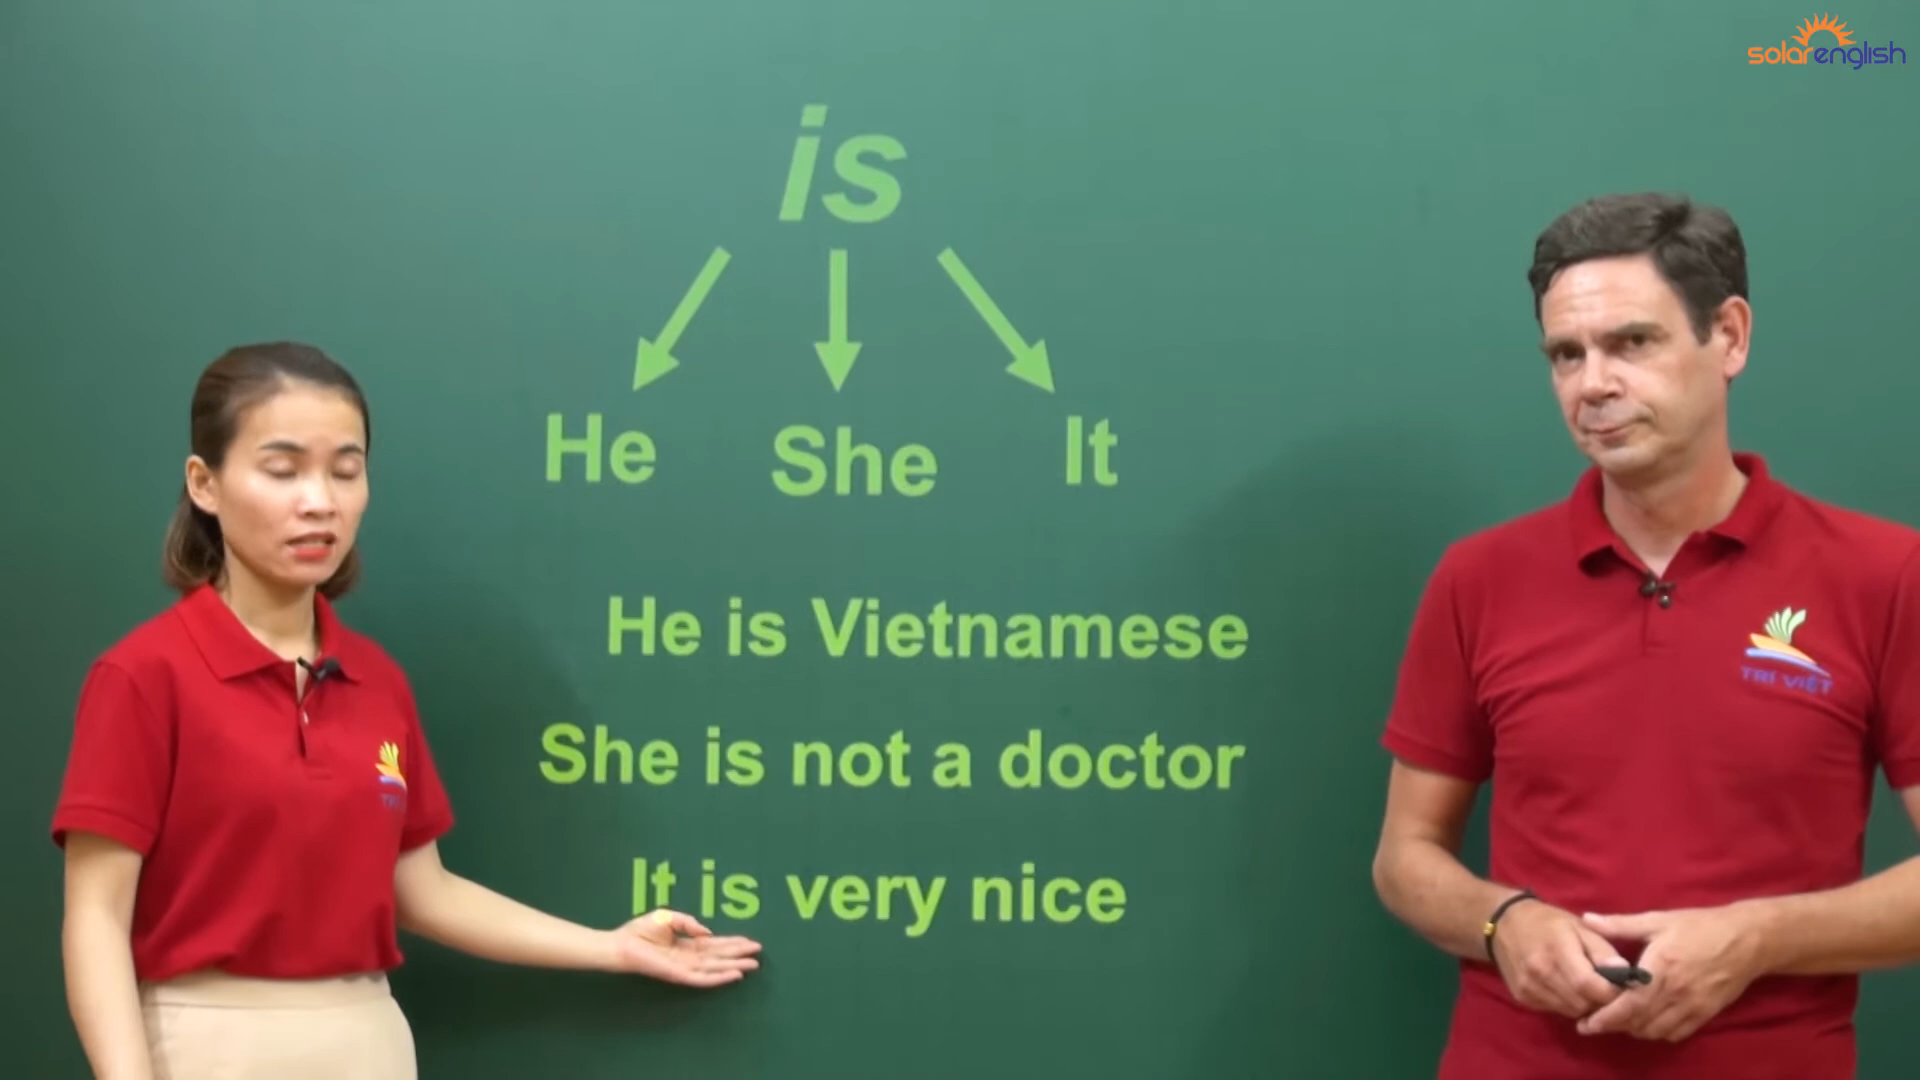 solarenglish
is
He She It
He is Vietnamese
She is not a doctor
It is very nice
TRI VIỆT